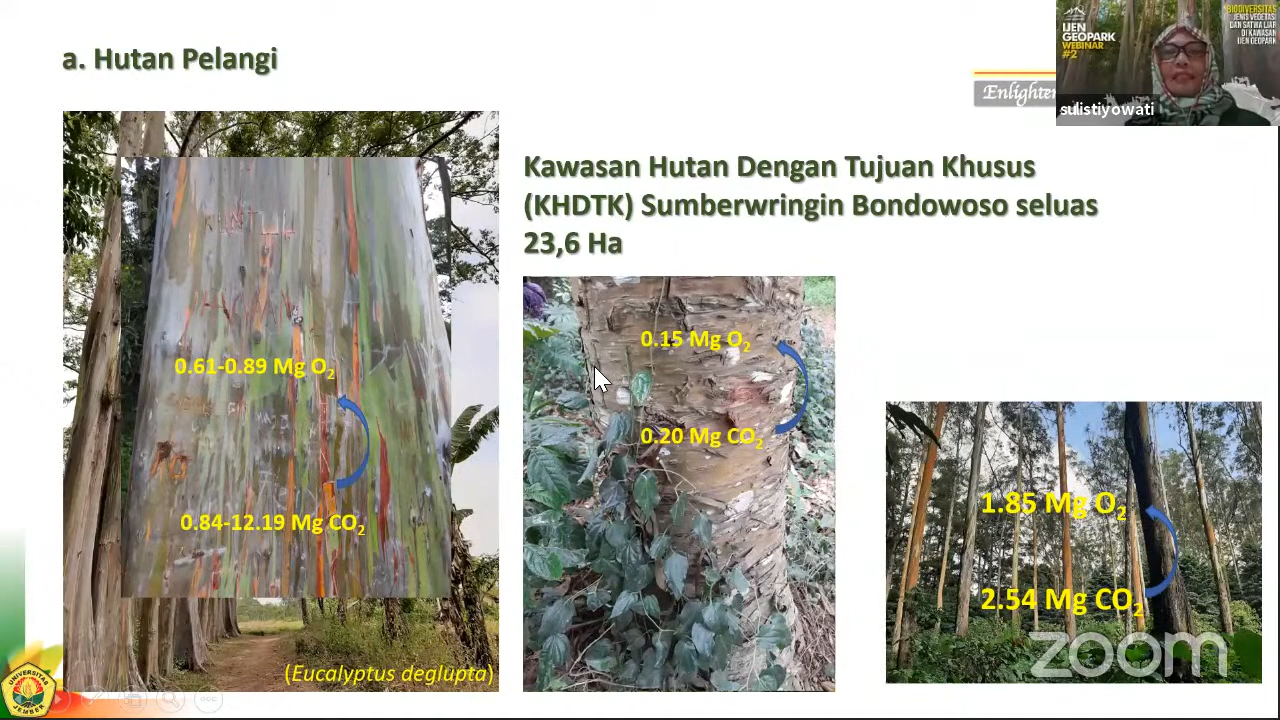 a. Hutan Pelangi
IJEN
GEOPARK
WEBINAR
#2
BIODIVERSITAS
JENIS VEGETASI
DAN SATWA LIAR
DI KAWASAN
IJEN GEOPARK
sulistiyowati
Kawasan Hutan Dengan Tujuan Khusus
(KHDTK) Sumberwringin Bondowoso seluas
23,6 Ha
0.61-0.89 Mg O2
0.84-12.19 Mg CO2
(Eucalyptus deglupta)
0.15 Mg O2
0.20 Mg CO2
1.85 Mg O2
2.54 Mg CO2
zoom
UNIVERSITAS
JEMBER